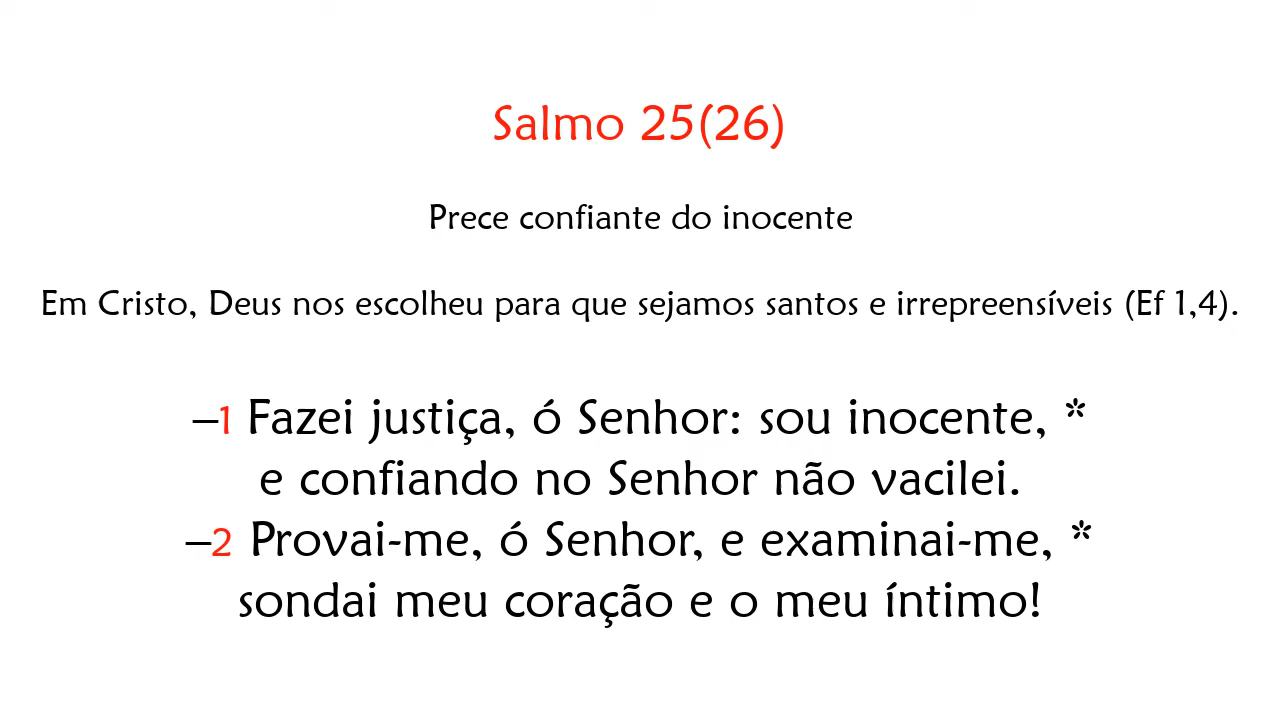 Salmo 25(26)
Prece confiante do inocente
Em Cristo, Deus nos escolheu para que sejamos santos e irrepreensíveis (Ef 1,4).
–1 Fazei justiça, ó Senhor: sou inocente, *
e confiando no Senhor não vacilei.
–2 Provai-me, ó Senhor, e examinai-me, *
sondai meu coração e o meu íntimo!